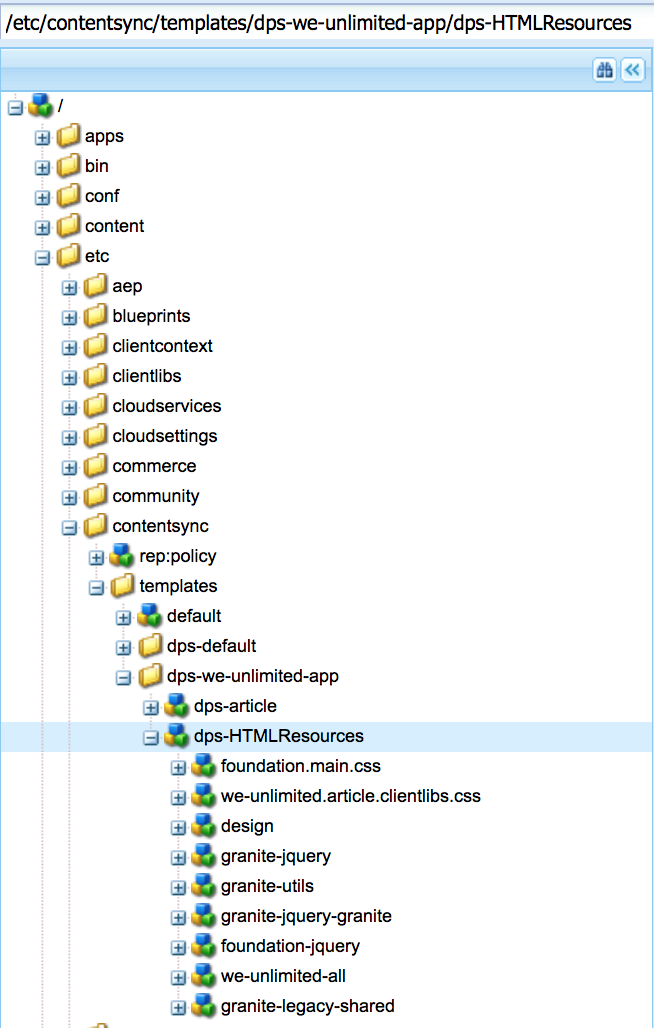 /etc/contentsync/templates/dps-we-unlimited-app/dps-HTMLResources
/
apps
bin
conf
content
etc
aep
blueprints
clientcontext
clientlibs
cloudservices
cloudsettings
commerce
community
contentsync
rep:policy
templates
default
dps-default
dps-we-unlimited-app
dps-article
dps-HTMLResources
foundation.main.css
we-unlimited.article.clientlibs.css
design
granite-jquery
granite-utils
granite-jquery-granite
foundation-jquery
we-unlimited-all
granite-legacy-shared